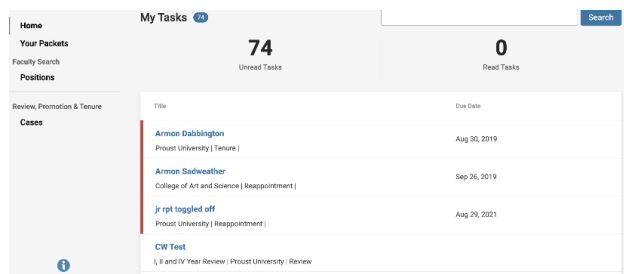 Home
Your Packets
Faculty Search
Positions
Review, Promotion & Tenure
Cases
My Tasks 74
Search
74
Unread Tasks
0
Read Tasks
Title Due Date
Armon Dabbington
Proust University | Tenure |
Aug 30, 2019
Armon Sadweather
College of Art and Science | Reappointment |
Sep 26, 2019
jr rpt toggled off
Proust University | Reappointment |
Aug 29, 2021
CW Test
I, II and IV Year Review | Proust University | Review